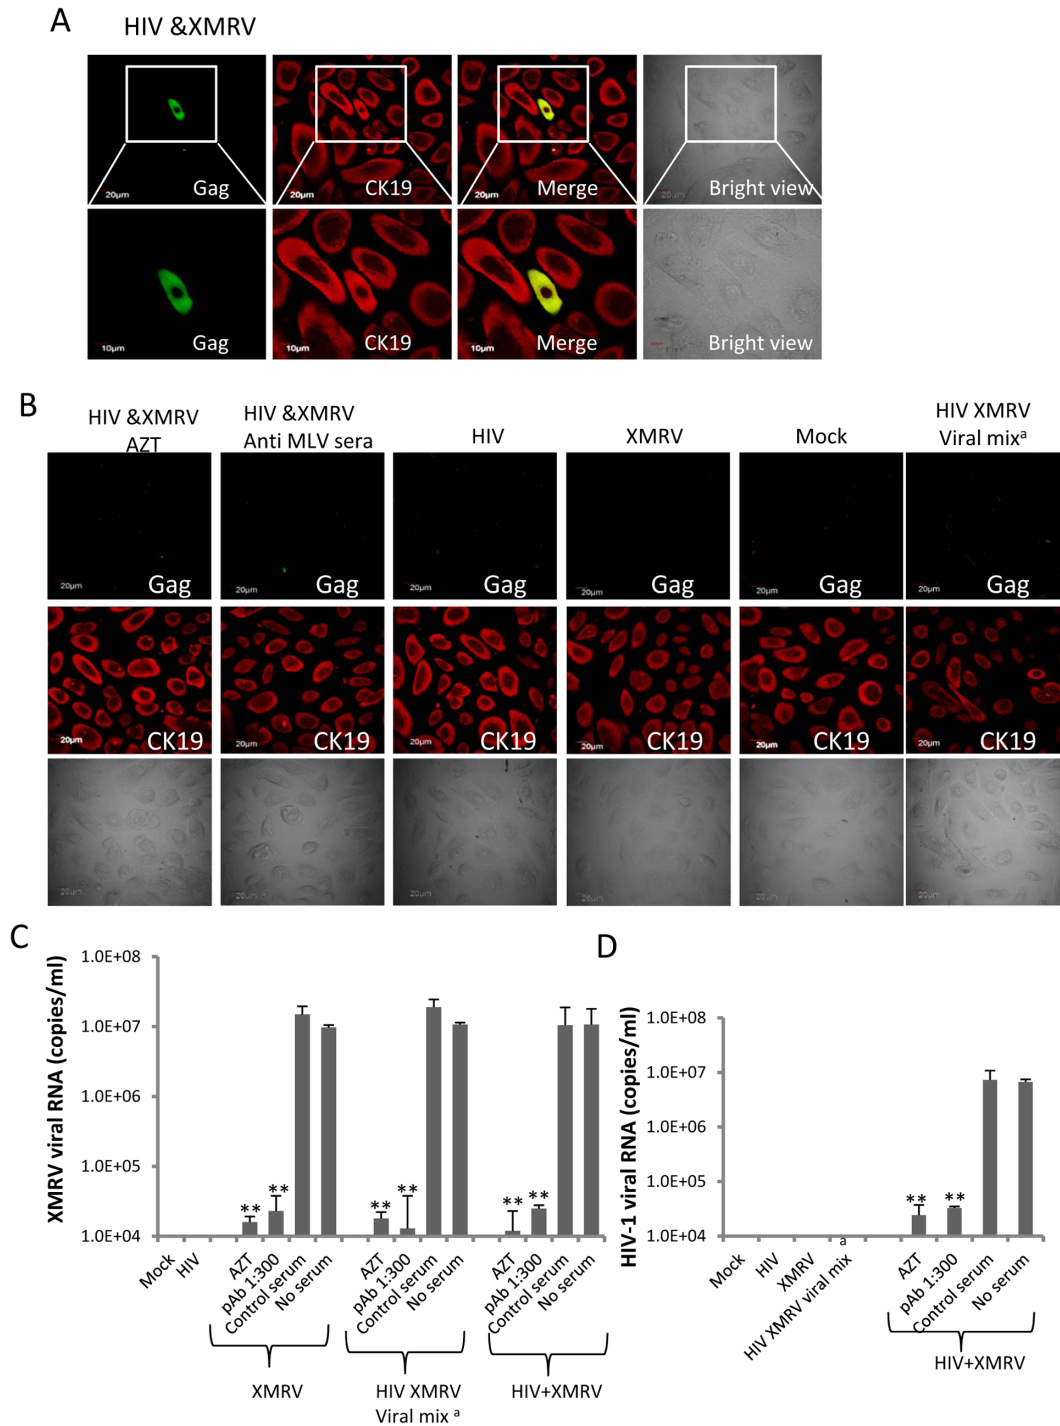 A
HIV &XMRV
20µm Gag
20µm CK19
20µm Merge
20µm Bright view
10µm Gag
10µm CK19
10µm Merge
Bright view
B
HIV &XMRV
AZT
HIV &XMRV
Anti MLV sera
HIV
XMRV
Mock
HIV XMRV
Viral mixᵃ
20µm Gag
20µm Gag
20µm Gag
20µm Gag
20µm Gag
20µm Gag
20µm CK19
20µm CK19
20µm CK19
20µm CK19
20µm CK19
20µm CK19
20µm
20µm
20µm
20µm
20µm
20µm
C
XMRV viral RNA (copies/ml)
1.0E+08
1.0E+07
1.0E+06
1.0E+05
1.0E+04
** ** ** ** ** **
Mock
HIV
AZT
pAb 1:300
Control serum
No serum
AZT
pAb 1:300
Control serum
No serum
AZT
pAb 1:300
Control serum
No serum
XMRV
HIV XMRV
Viral mix ᵃ
HIV+XMRV
D
HIV-1 viral RNA (copies/ml)
1.0E+08
1.0E+07
1.0E+06
1.0E+05
1.0E+04
** **
Mock
HIV
XMRV
HIV XMRV viral mix ᵃ
AZT
pAb 1:300
Control serum
No serum
HIV+XMRV